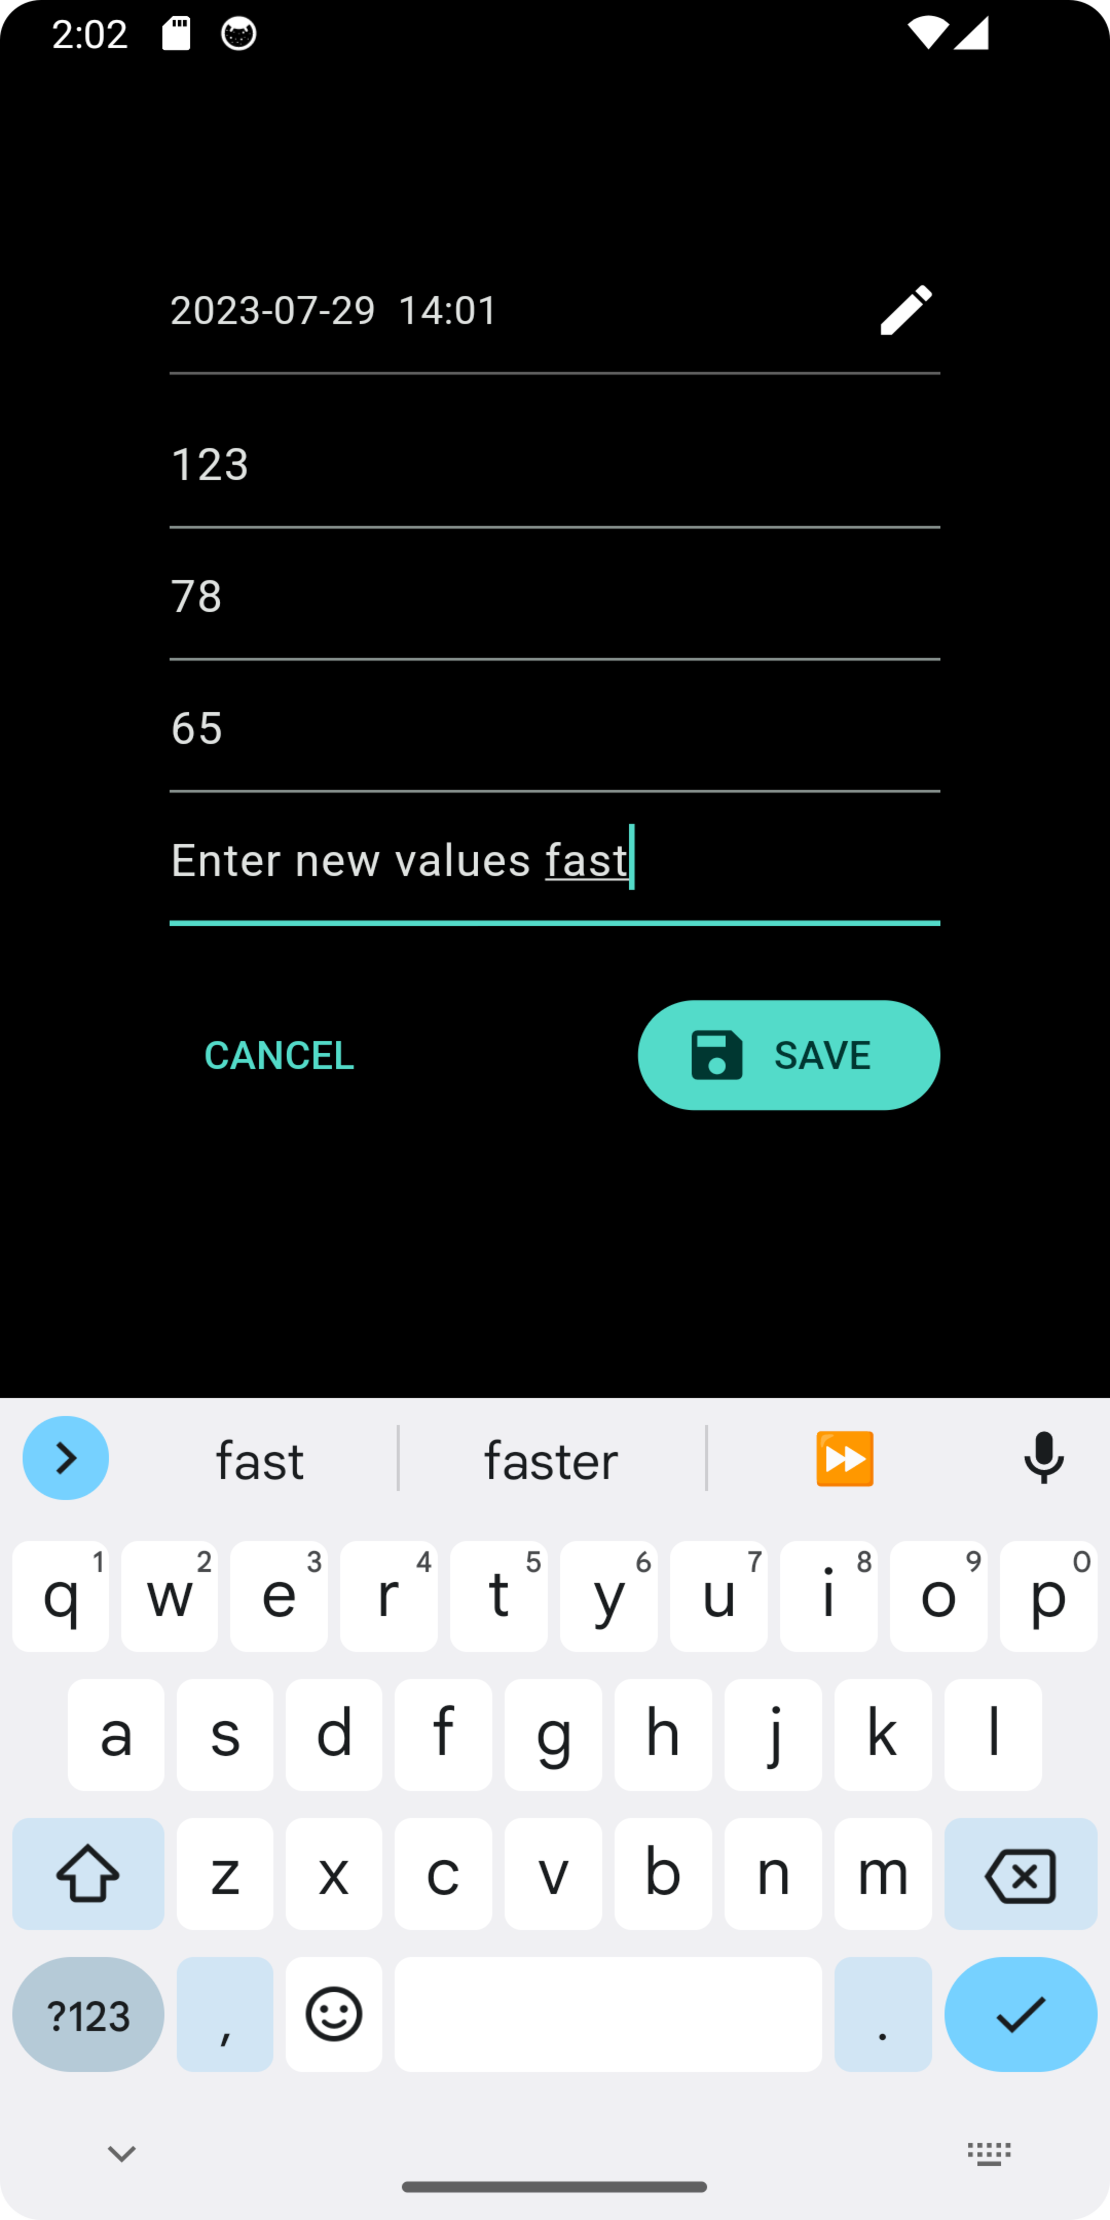 2:02
2023-07-29 14:01
123
78
65
Enter new values fast
CANCEL SAVE
fast faster
q 1 w 2 e 3 r 4 t 5 y 6 u 7 i 8 o 9 p 0
a s d f g h j k l
z x c v b n m
?123 , .